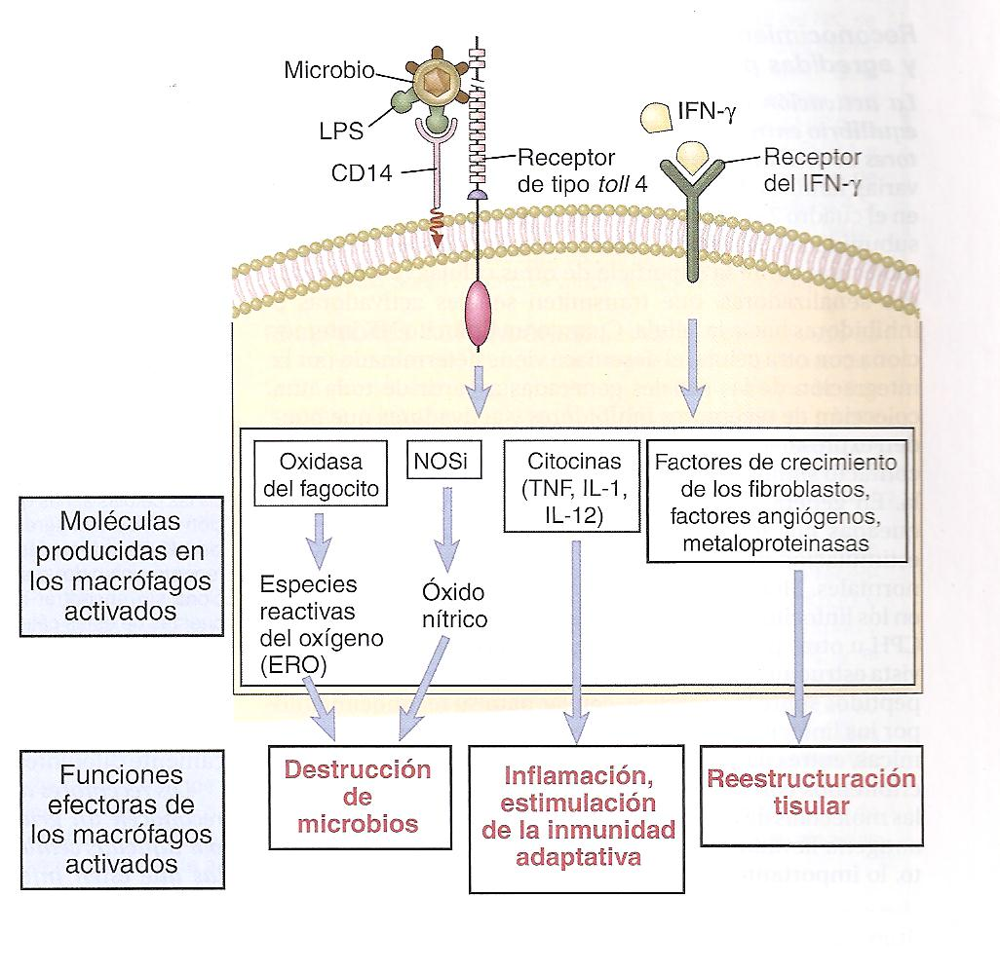 Microbio
LPS
CD14
Receptor
de tipo toll 4
IFN-γ
Receptor
del IFN-γ
Moléculas
producidas en
los macrófagos
activados
Oxidasa
del fagocito
NOSi
Citocinas
(TNF, IL-1,
IL-12)
Factores de crecimiento
de los fibroblastos,
factores angiógenos,
metaloproteinasas
Especies
reactivas
del oxígeno
(ERO)
Óxido
nítrico
Funciones
efectoras de
los macrófagos
activados
Destrucción
de
microbios
Inflamación,
estimulación
de la inmunidad
adaptativa
Reestructuración
tisular